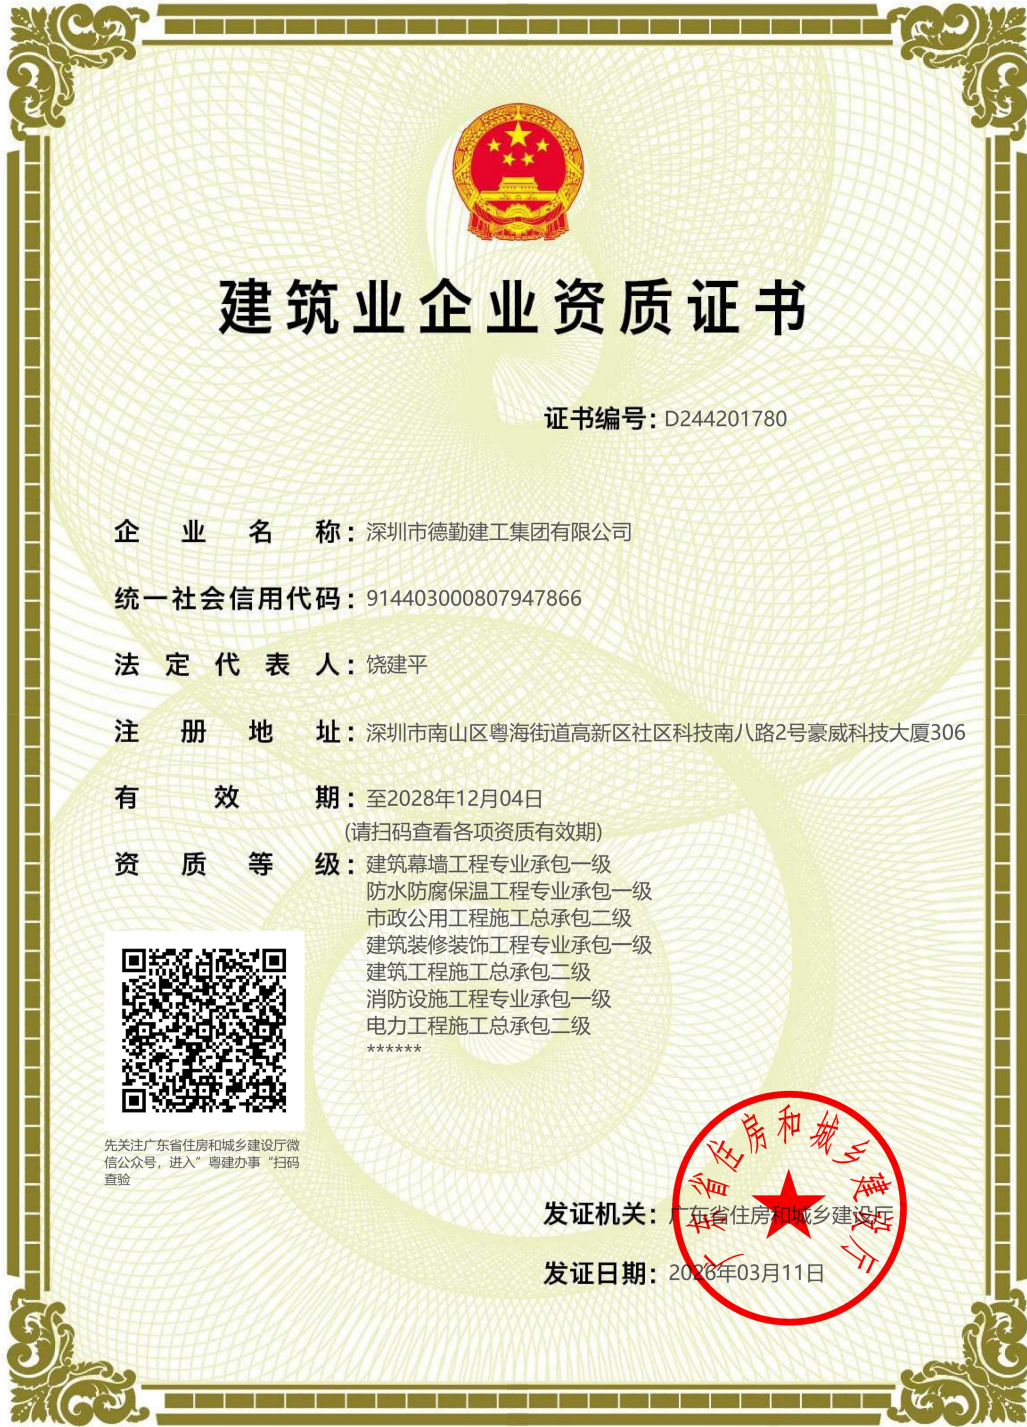 建筑业企业资质证书
证书编号：D244201780
企业名称：深圳市德勤建工集团有限公司
统一社会信用代码：914403000807947866
法定代表人：饶建平
注册地址：深圳市南山区粤海街道高新区社区科技南八路2号豪威科技大厦306
有效期：至2028年12月04日
(请扫码查看各项资质有效期)
资质等级：建筑幕墙工程专业承包一级
防水防腐保温工程专业承包一级
市政公用工程施工总承包二级
建筑装修装饰工程专业承包一级
建筑工程施工总承包二级
消防设施工程专业承包一级
电力工程施工总承包二级
******
先关注广东省住房和城乡建设厅微
信公众号，进入”粤建办事“扫码
查验
广东省住房和城乡建设厅
发证机关：广东省住房和城乡建设厅
发证日期：2026年03月11日